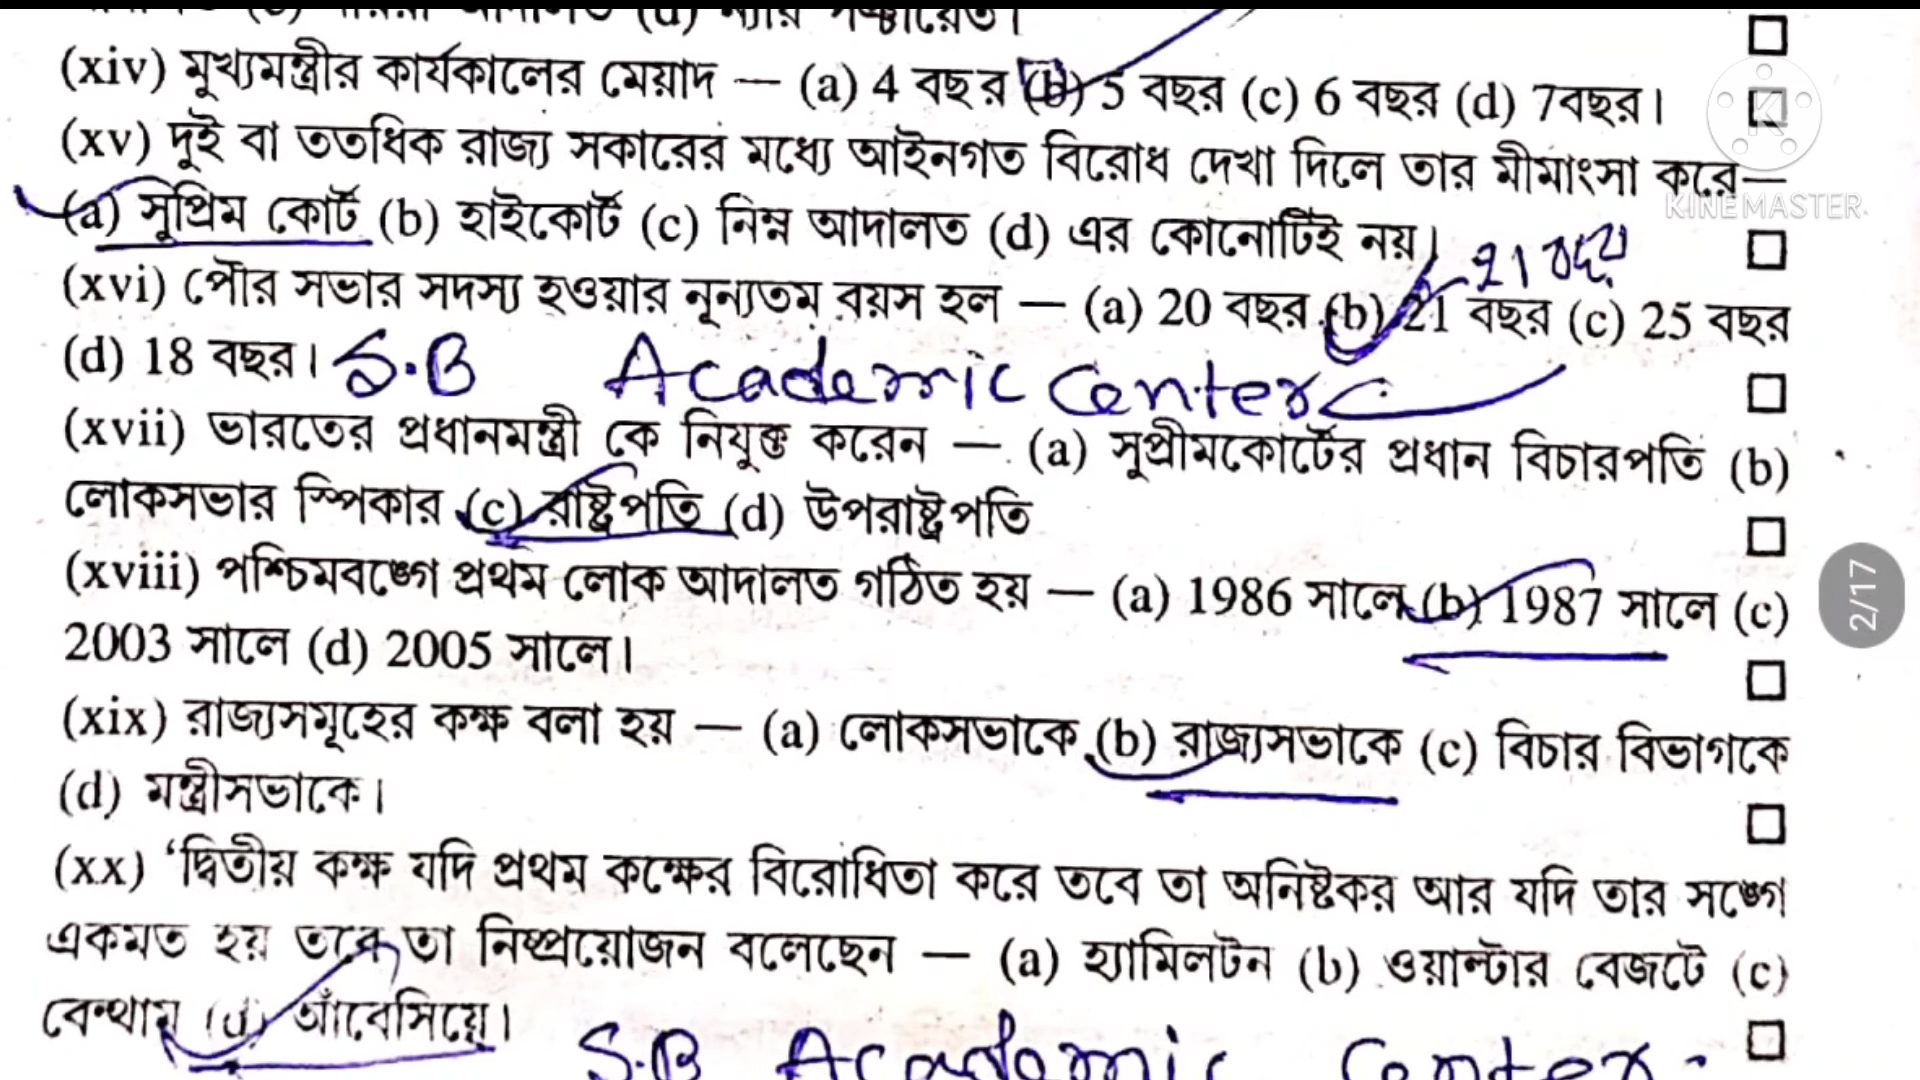 (xiv) মুখ্যমন্ত্রীর কার্যকালের মেয়াদ — (a) 4 বছর (b) 5 বছর (c) 6 বছর (d) 7বছর।
(xv) দুই বা ততধিক রাজ্য সকারের মধ্যে আইনগত বিরোধ দেখা দিলে তার মীমাংসা করে—
KINEMASTER
(a) সুপ্রিম কোর্ট (b) হাইকোর্ট (c) নিম্ন আদালত (d) এর কোনোটিই নয়।
(xvi) পৌর সভার সদস্য হওয়ার নূন্যতম বয়স হল — (a) 20 বছর (b) 21 বছর (c) 25 বছর
(d) 18 বছর। S.B Academic Center
(xvii) ভারতের প্রধানমন্ত্রী কে নিযুক্ত করেন — (a) সুপ্রীমকোর্টের প্রধান বিচারপতি (b)
লোকসভার স্পিকার (c) রাষ্ট্রপতি (d) উপরাষ্ট্রপতি
(xviii) পশ্চিমবঙ্গে প্রথম লোক আদালত গঠিত হয় — (a) 1986 সালে (b) 1987 সালে (c)
2/17
2003 সালে (d) 2005 সালে।
(xix) রাজ্যসমূহের কক্ষ বলা হয় — (a) লোকসভাকে (b) রাজ্যসভাকে (c) বিচার বিভাগকে
(d) মন্ত্রীসভাকে।
(xx) ‘দ্বিতীয় কক্ষ যদি প্রথম কক্ষের বিরোধিতা করে তবে তা অনিষ্টকর আর যদি তার সঙ্গে
একমত হয় তবে তা নিষ্প্রয়োজন বলেছেন — (a) হ্যামিলটন (b) ওয়াল্টার বেজটে (c)
বেন্থাম (d) আঁবেসিয়ে।
S.B Academic Center